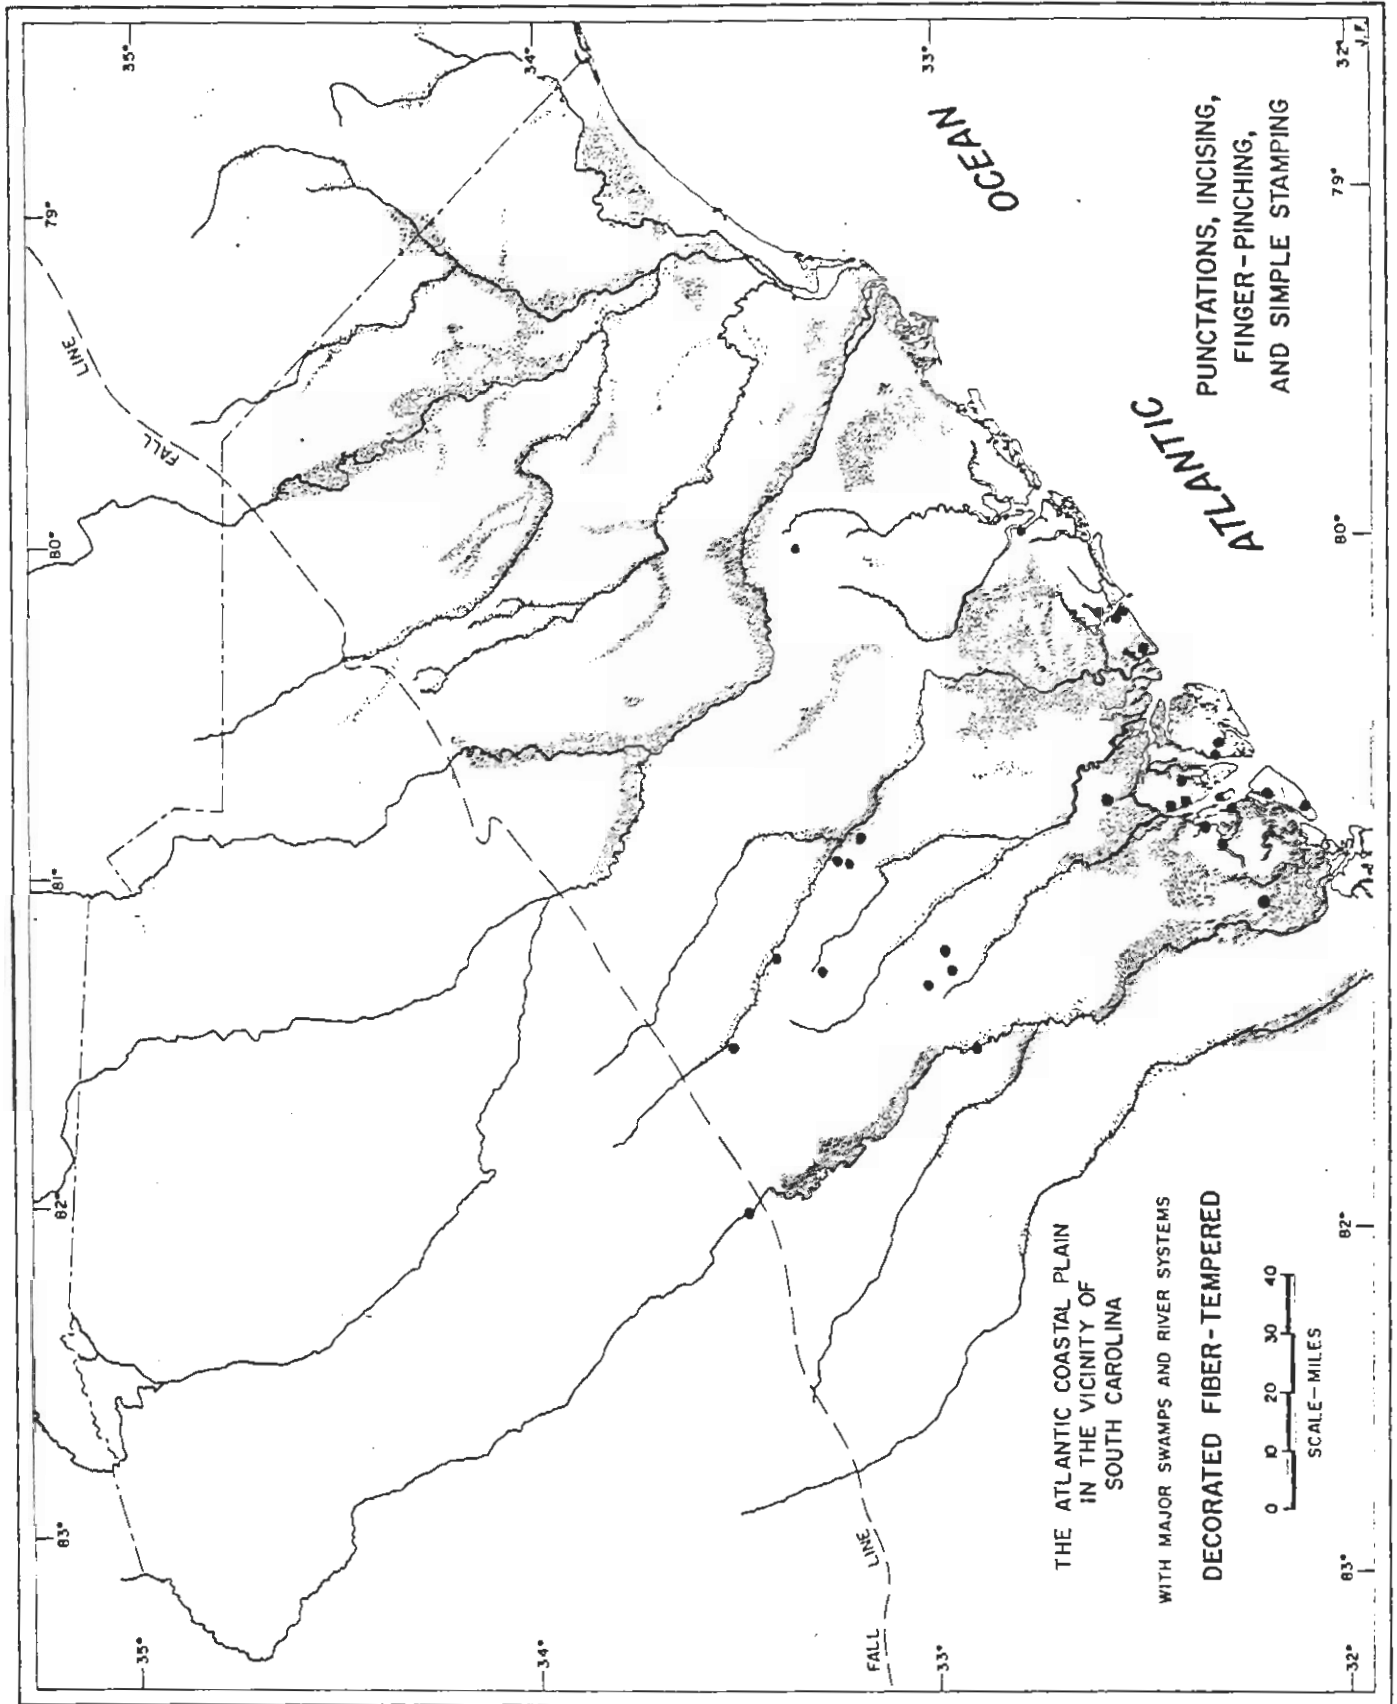 THE ATLANTIC COASTAL PLAIN
IN THE VICINITY OF
SOUTH CAROLINA
WITH MAJOR SWAMPS AND RIVER SYSTEMS
DECORATED FIBER-TEMPERED
0 10 20 30 40
SCALE—MILES
PUNCTATIONS, INCISING,
FINGER-PINCHING,
AND SIMPLE STAMPING
ATLANTIC
OCEAN
FALL
LINE
FALL
LINE
83°
82°
81°
80°
79°
35°
34°
33°
32°
35°
34°
33°
32°
83°
82°
80°
79°
J.F.